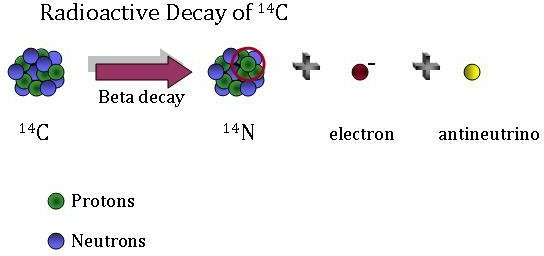 Radioactive Decay of ¹⁴C
Beta decay
¹⁴C
¹⁴N
electron
antineutrino
Protons
Neutrons